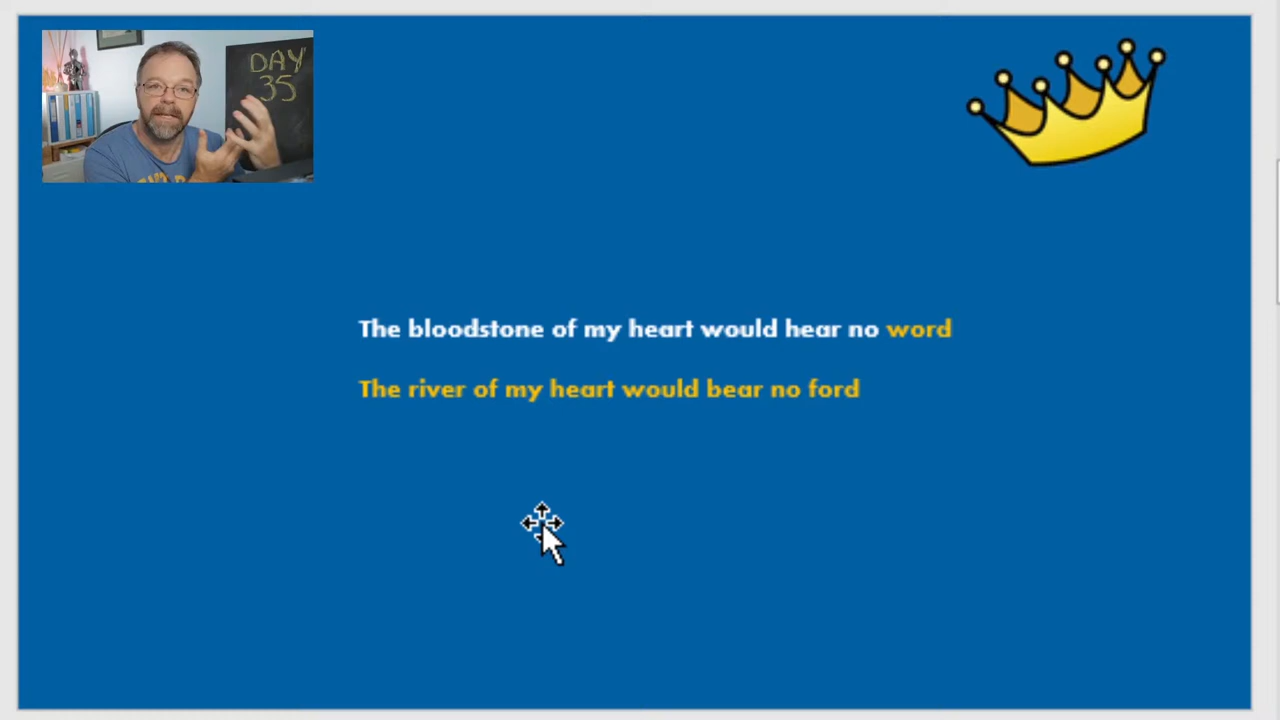 DAY
35
The bloodstone of my heart would hear no word
The river of my heart would bear no ford